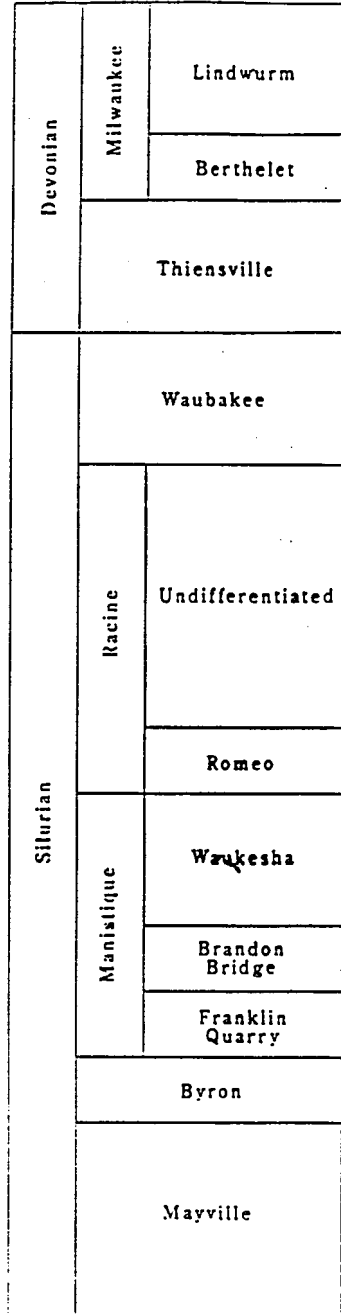 Devonian
Milwaukee
Lindwurm
Berthelet
Thiensville
Silurian
Waubakee
Racine
Undifferentiated
Romeo
Manistique
Waukesha
Brandon
Bridge
Franklin
Quarry
Byron
Mayville